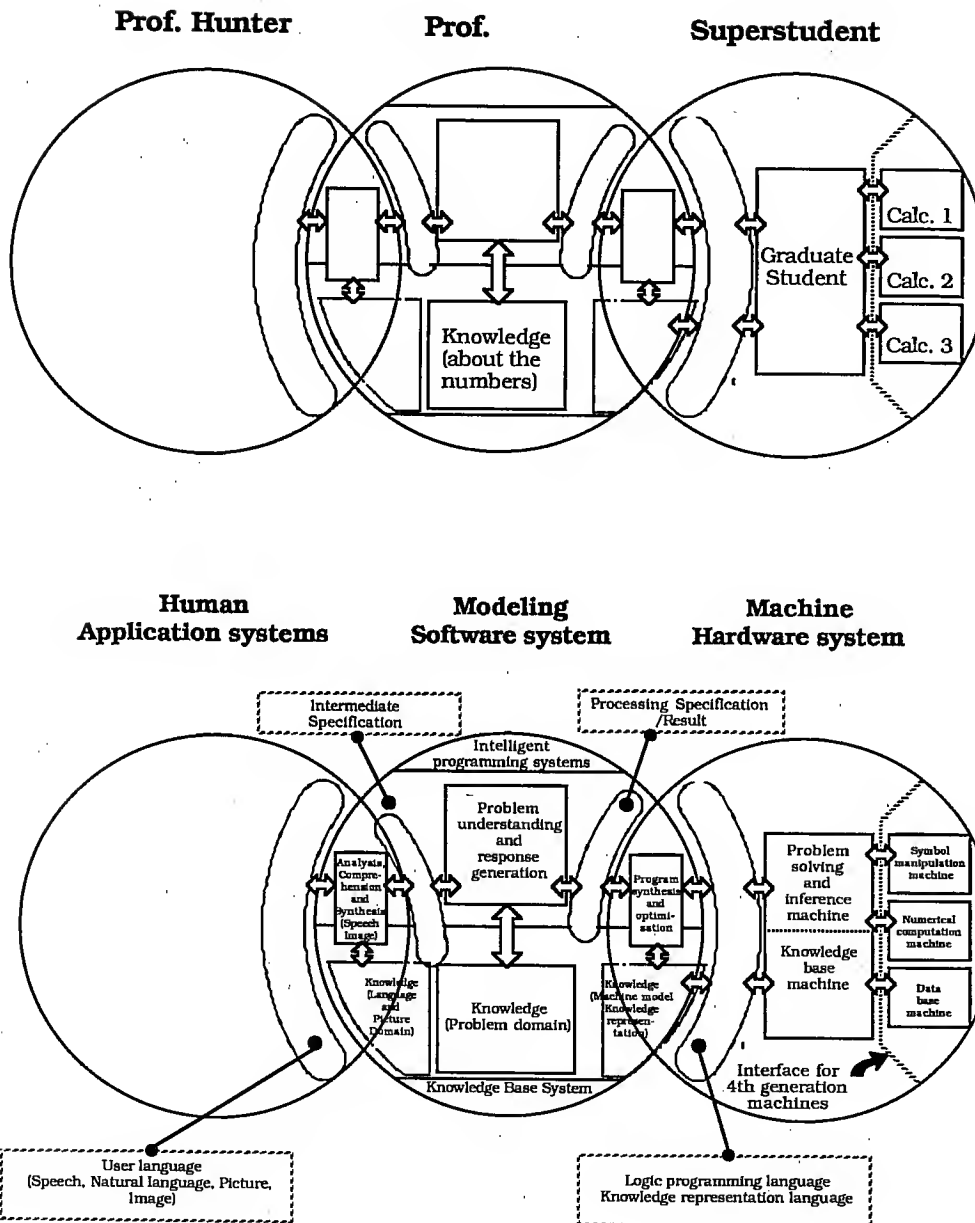 Prof. Hunter
Prof.
Superstudent
Knowledge
(about the
numbers)
Graduate
Student
Calc. 1
Calc. 2
Calc. 3
Human
Application systems
Modeling
Software system
Machine
Hardware system
Intermediate
Specification
Processing Specification
/Result
Intelligent
programming systems
Problem
understanding
and
response
generation
Analysis,
Compre-
hension
and
Synthesis
(Speech
Image)
Program
synthesis
and
optimi-
sation
Problem
solving
and
inference
machine
Knowledge
base
machine
Symbol
manipulation
machine
Numerical
computation
machine
Data
base
machine
Knowledge
(Language
and
Picture
Domain)
Knowledge
(Problem domain)
Knowledge
(Machine model
Knowledge
represen-
tation)
Knowledge Base System
Interface for
4th generation
machines
User language
(Speech, Natural language, Picture,
Image)
Logic programming language
Knowledge representation language